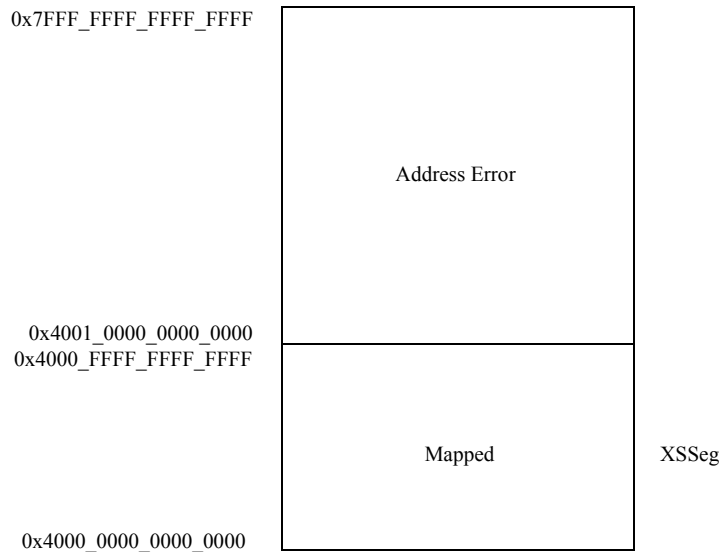 0x7FFF_FFFF_FFFF_FFFF
Address Error
0x4001_0000_0000_0000
0x4000_FFFF_FFFF_FFFF
Mapped
XSSeg
0x4000_0000_0000_0000